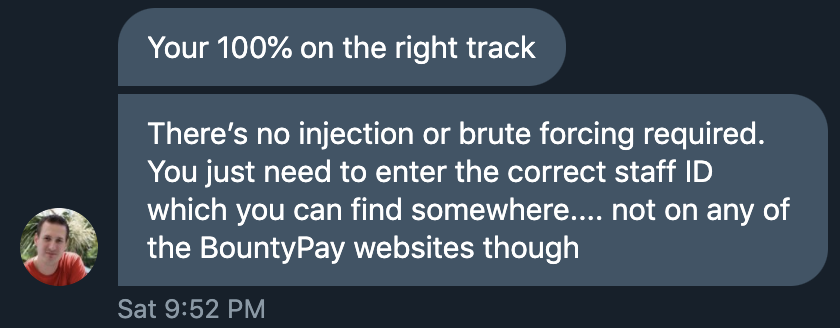 Your 100% on the right track
There's no injection or brute forcing required.
You just need to enter the correct staff ID
which you can find somewhere.... not on any of
the BountyPay websites though
Sat 9:52 PM